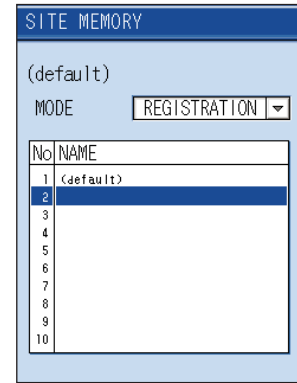 SITE MEMORY
(default)
MODE REGISTRATION
No NAME
1 (default)
2
3
4
5
6
7
8
9
10